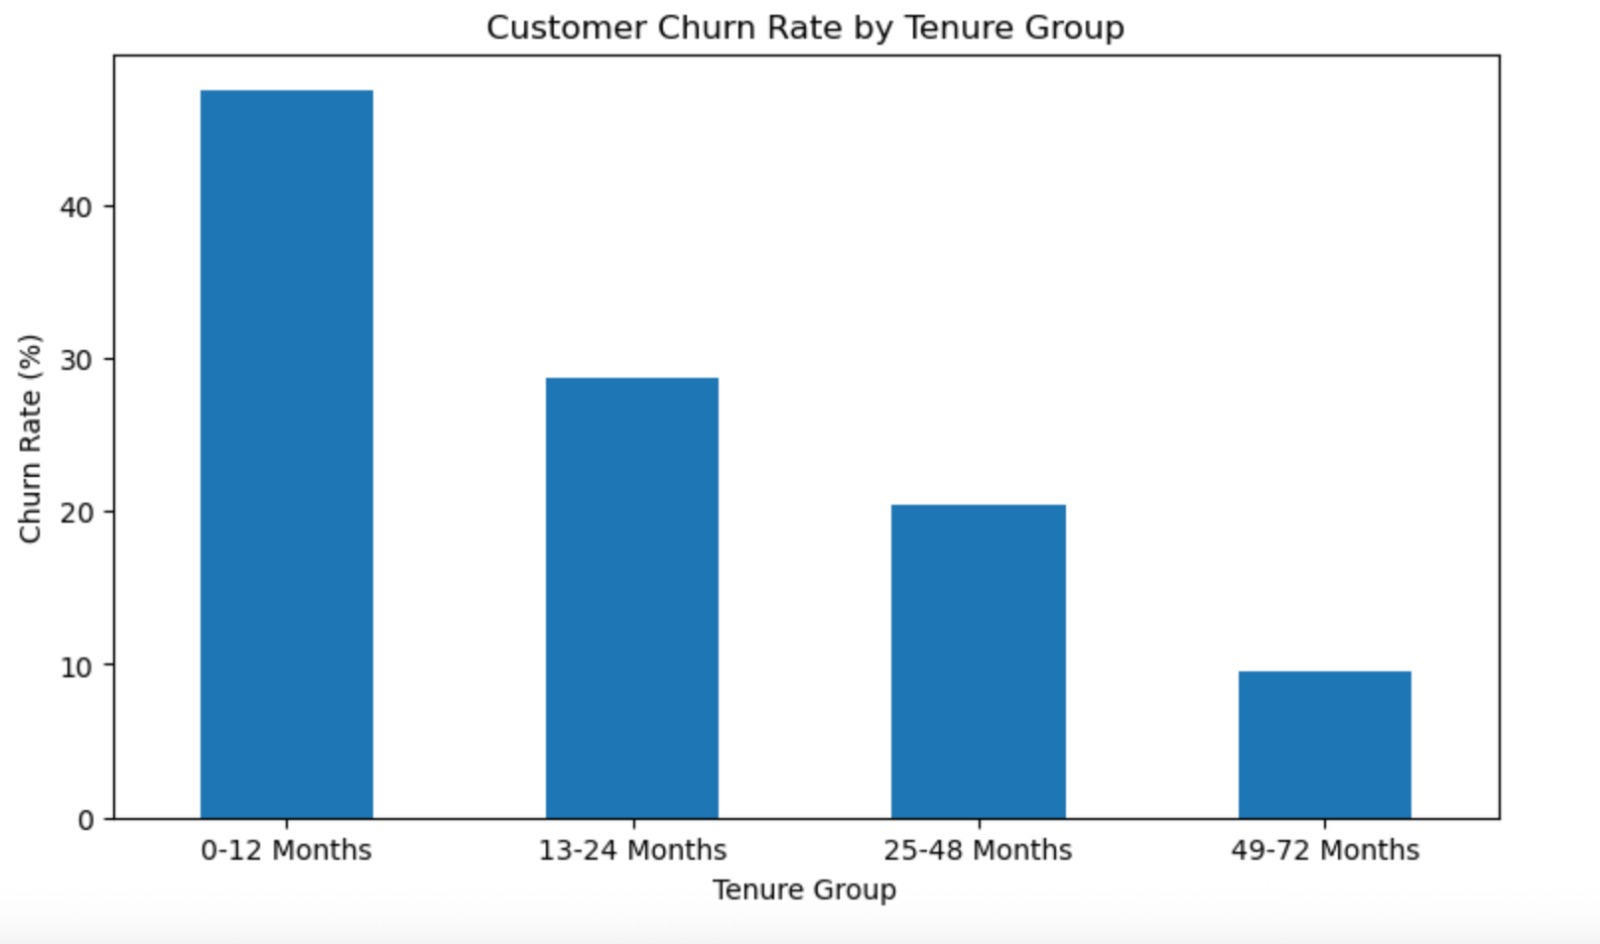 Customer Churn Rate by Tenure Group
Churn Rate (%)
40
30
20
10
0
0-12 Months 13-24 Months 25-48 Months 49-72 Months
Tenure Group